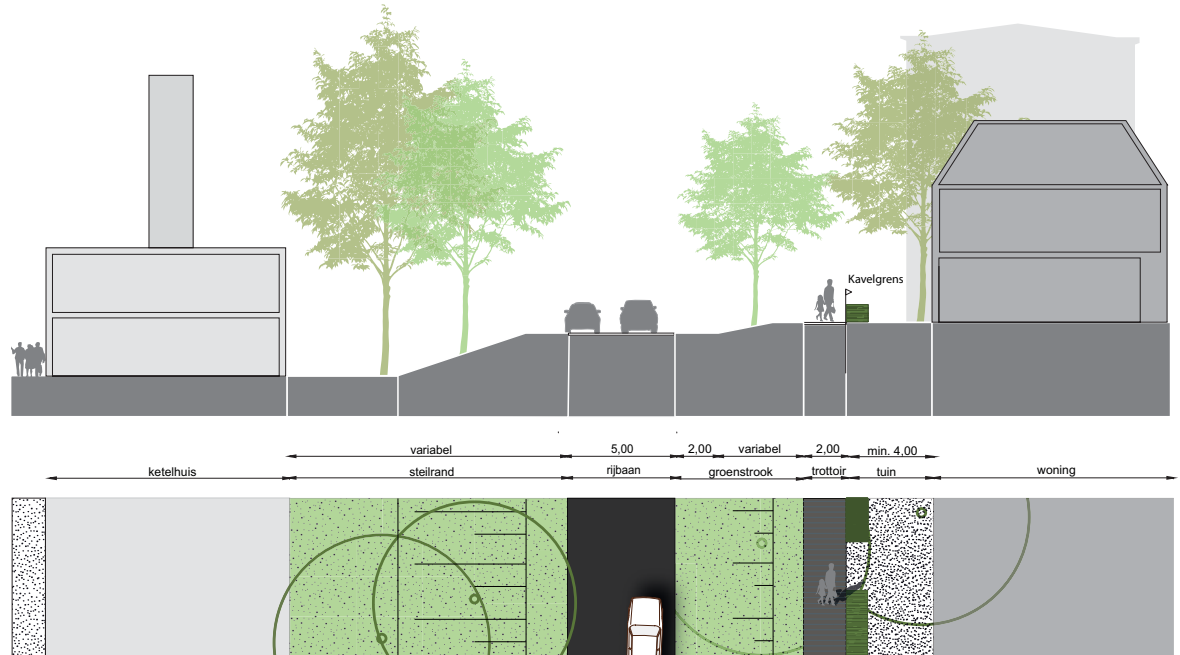 Kavelgrens
variabel 5,00 2,00 variabel 2,00 min. 4,00
ketelhuis steilrand rijbaan groenstrook trottoir tuin woning